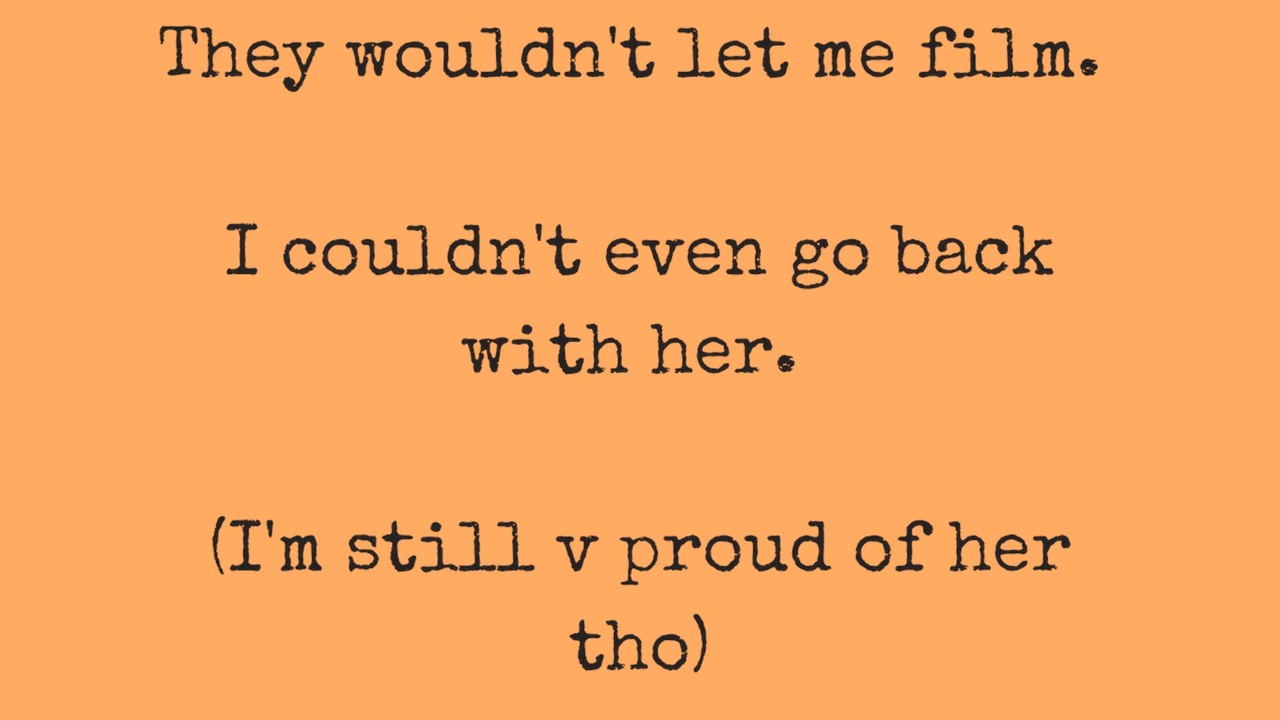 They wouldn't let me film.
I couldn't even go back
with her.
(I'm still v proud of her
tho)